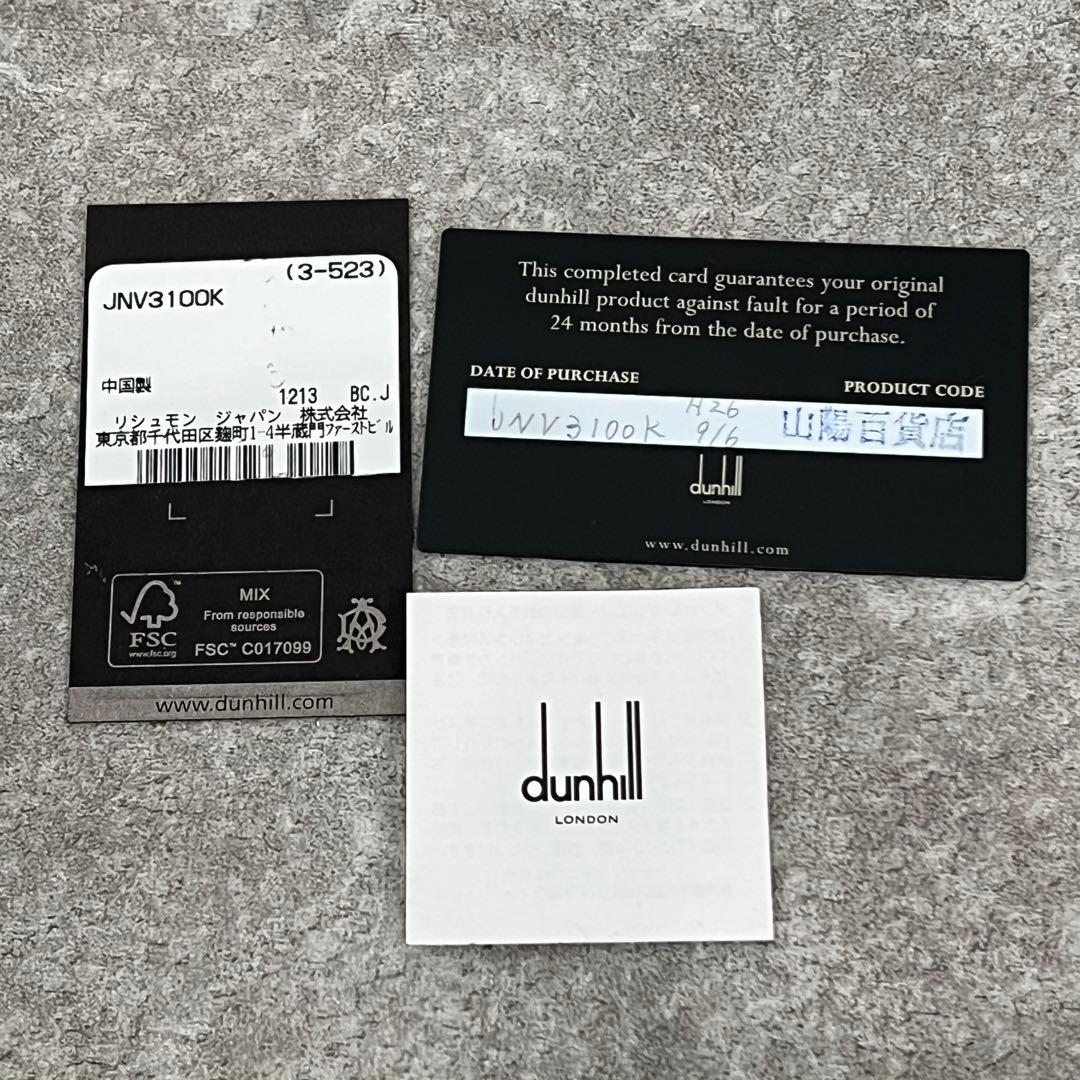 (3-523)
JNV3100K
中国製
1213 BC.J
リシュモン ジャパン 株式会社
東京都千代田区麹町1-4半蔵門ファーストビル
FSC™
www.fsc.org
MIX
From responsible
sources
FSC™ C017099
www.dunhill.com
This completed card guarantees your original
dunhill product against fault for a period of
24 months from the date of purchase.
DATE OF PURCHASE
PRODUCT CODE
JNV3100K H26 9/6 山陽百貨店
dunhill
LONDON
www.dunhill.com
dunhill
LONDON